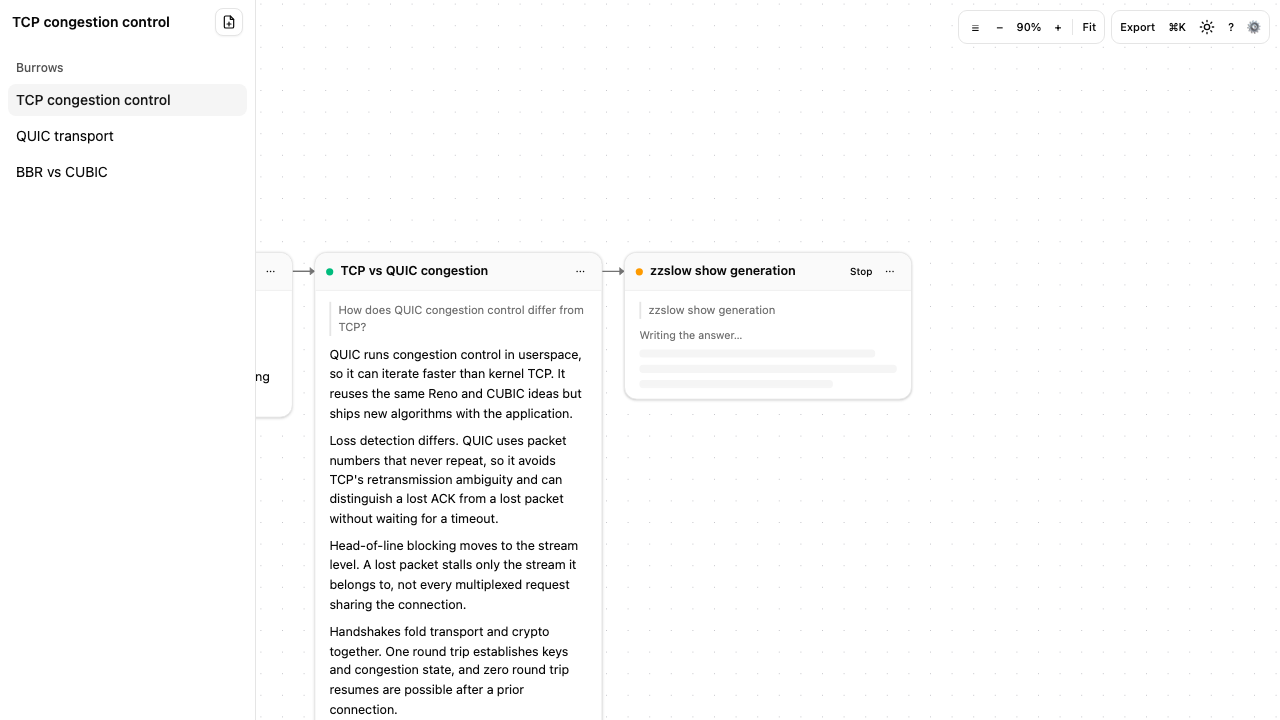 TCP congestion control
Burrows
TCP congestion control
QUIC transport
BBR vs CUBIC
≡ − 90% + Fit
Export ⌘K ?
...
ng
TCP vs QUIC congestion ...
How does QUIC congestion control differ from
TCP?
QUIC runs congestion control in userspace,
so it can iterate faster than kernel TCP. It
reuses the same Reno and CUBIC ideas but
ships new algorithms with the application.
Loss detection differs. QUIC uses packet
numbers that never repeat, so it avoids
TCP's retransmission ambiguity and can
distinguish a lost ACK from a lost packet
without waiting for a timeout.
Head-of-line blocking moves to the stream
level. A lost packet stalls only the stream it
belongs to, not every multiplexed request
sharing the connection.
Handshakes fold transport and crypto
together. One round trip establishes keys
and congestion state, and zero round trip
resumes are possible after a prior
connection.
zzslow show generation Stop ...
zzslow show generation
Writing the answer...